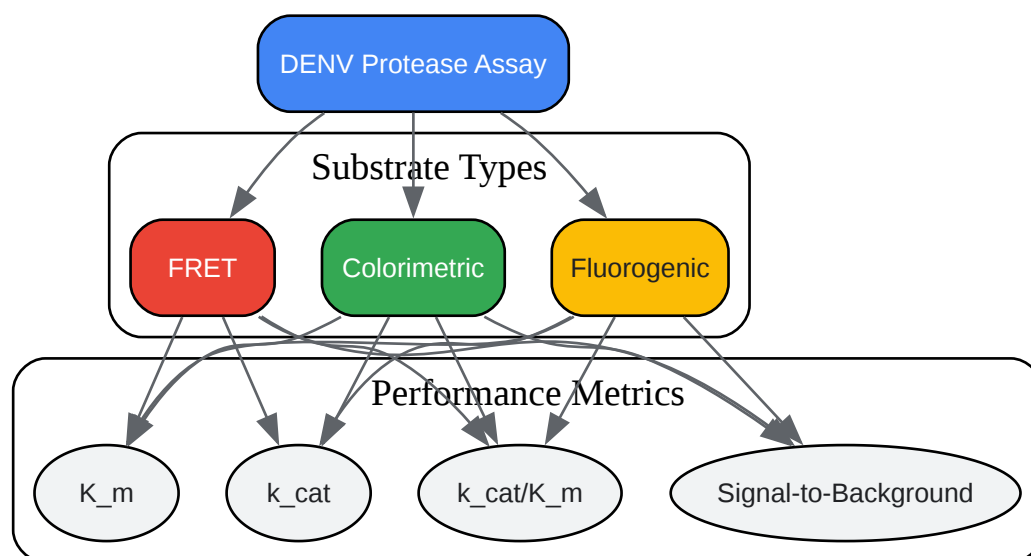 DENV Protease Assay
Substrate Types
FRET
Colorimetric
Fluorogenic
Performance Metrics
K_m
k_cat
k_cat/K_m
Signal-to-Background